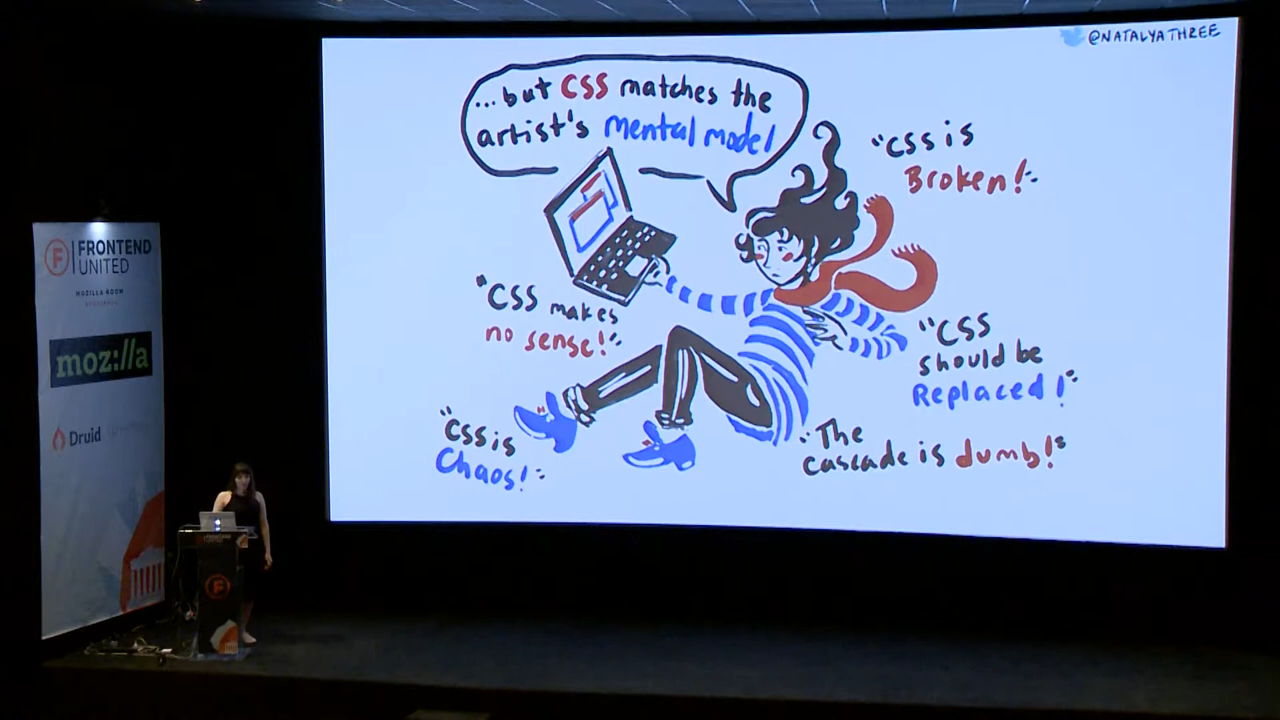 @NATALYATHREE
...but CSS matches the
artist's mental model
"CSS is
Broken!"
"CSS makes
no sense!"
"CSS
should be
Replaced!"
"CSS is
Chaos!"
"The
cascade is dumb!"
F
FRONTEND
UNITED
MOZILLA ROOM
moz://a
Druid
F